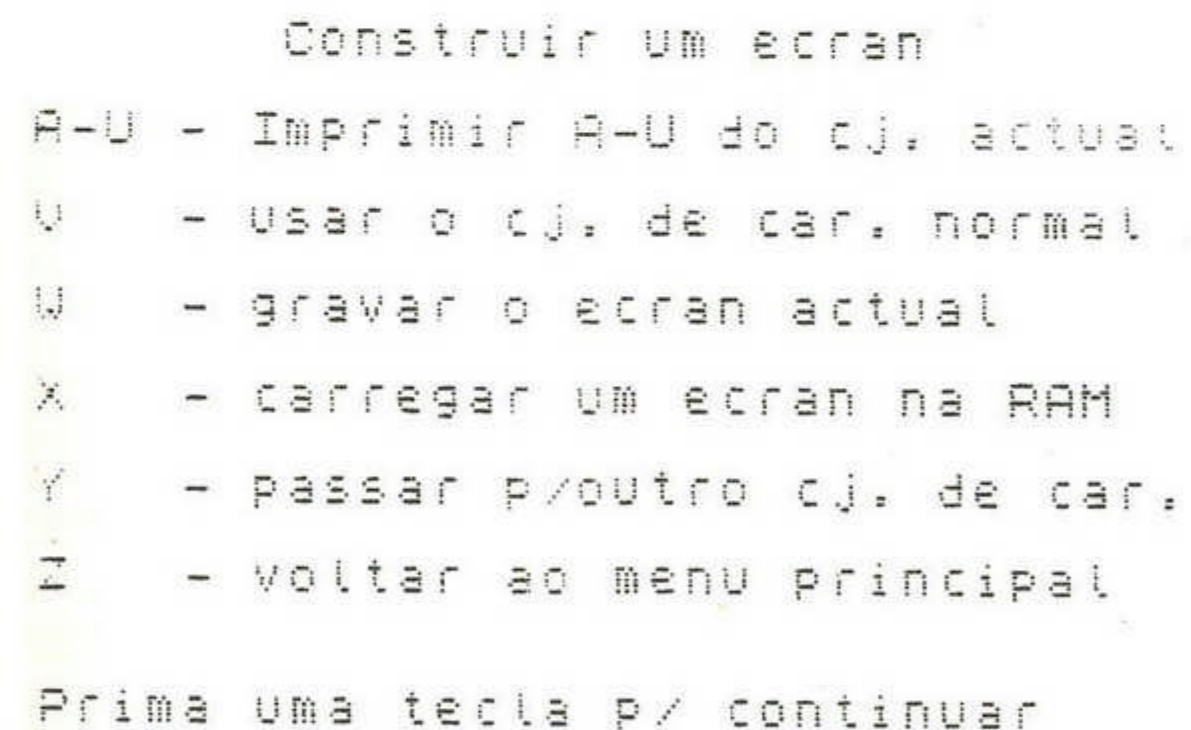 Construir um ecran
A-U - Imprimir A-U do cj. actual
V - usar o cj. de car. normal
W - gravar o ecran actual
X - carregar um ecran na RAM
Y - passar p/outro cj. de car.
Z - voltar ao menu principal
Prima uma tecla p/ continuar